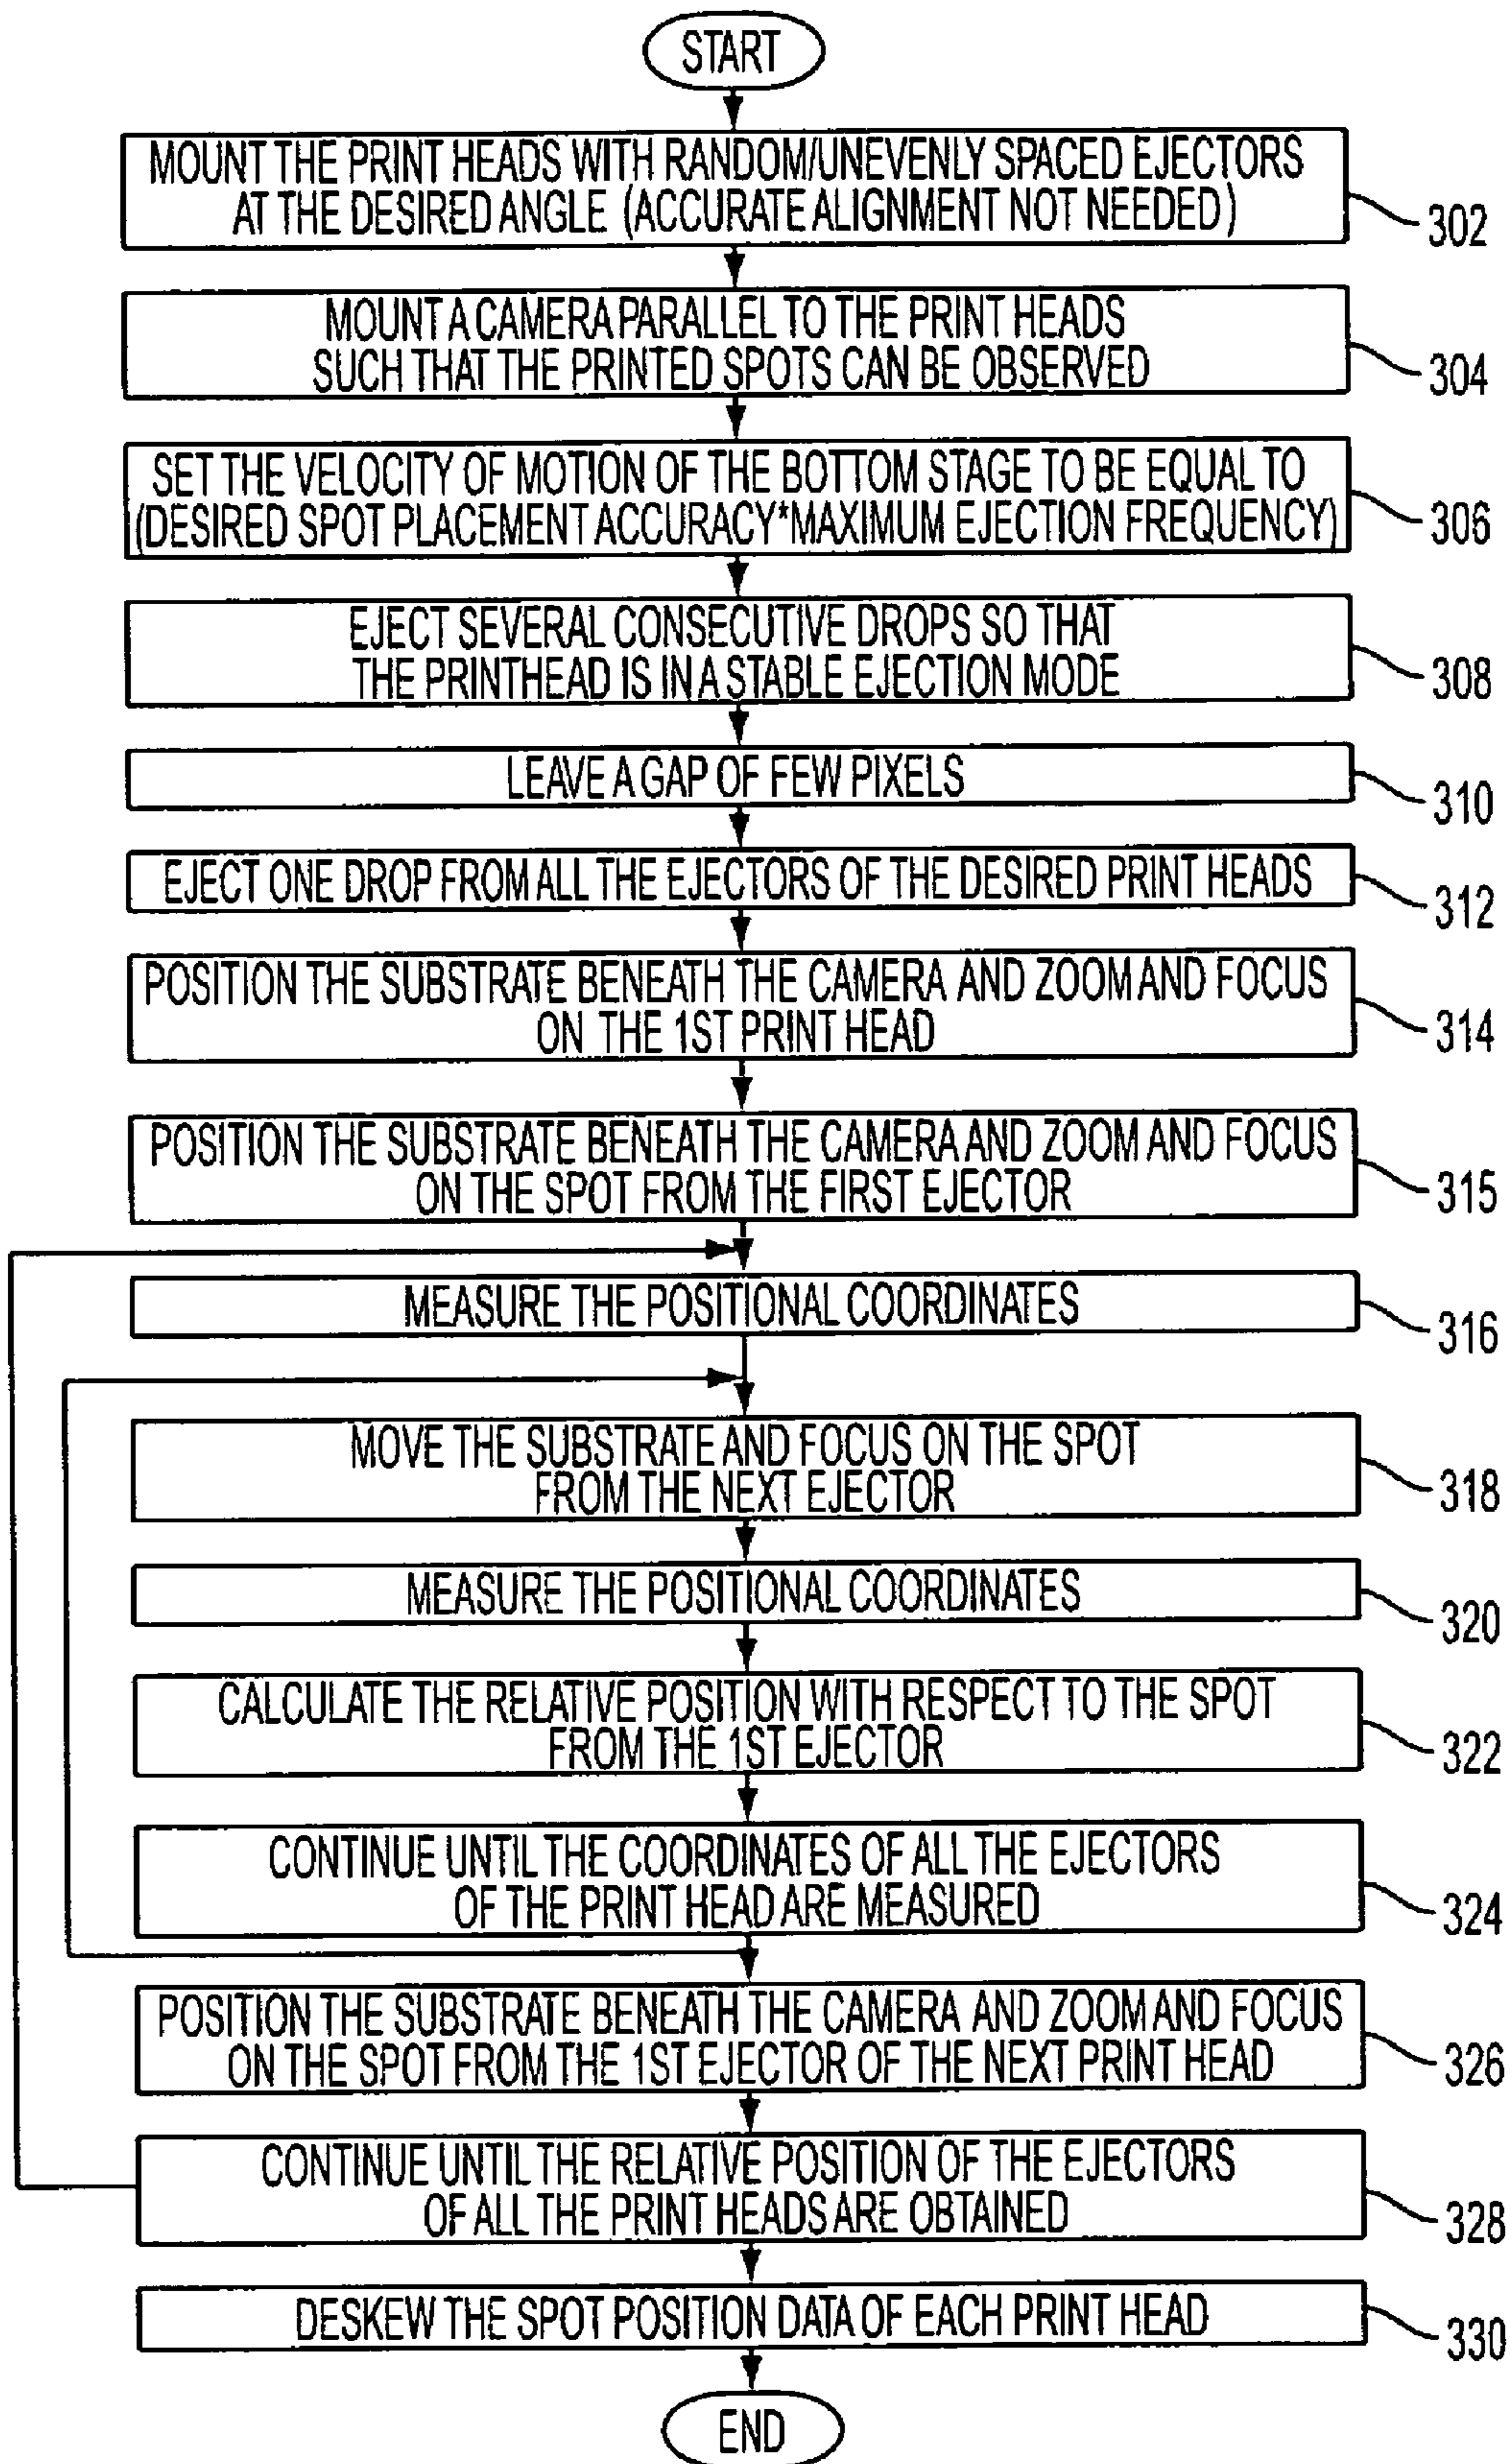 START
MOUNT THE PRINT HEADS WITH RANDOM/UNEVENLY SPACED EJECTORS
AT THE DESIRED ANGLE (ACCURATE ALIGNMENT NOT NEEDED)
302
MOUNT A CAMERA PARALLEL TO THE PRINT HEADS
SUCH THAT THE PRINTED SPOTS CAN BE OBSERVED
304
SET THE VELOCITY OF MOTION OF THE BOTTOM STAGE TO BE EQUAL TO
(DESIRED SPOT PLACEMENT ACCURACY*MAXIMUM EJECTION FREQUENCY)
306
EJECT SEVERAL CONSECUTIVE DROPS SO THAT
THE PRINTHEAD IS IN A STABLE EJECTION MODE
308
LEAVE A GAP OF FEW PIXELS
310
EJECT ONE DROP FROM ALL THE EJECTORS OF THE DESIRED PRINT HEADS
312
POSITION THE SUBSTRATE BENEATH THE CAMERA AND ZOOM AND FOCUS
ON THE 1ST PRINT HEAD
314
POSITION THE SUBSTRATE BENEATH THE CAMERA AND ZOOM AND FOCUS
ON THE SPOT FROM THE FIRST EJECTOR
315
MEASURE THE POSITIONAL COORDINATES
316
MOVE THE SUBSTRATE AND FOCUS ON THE SPOT
FROM THE NEXT EJECTOR
318
MEASURE THE POSITIONAL COORDINATES
320
CALCULATE THE RELATIVE POSITION WITH RESPECT TO THE SPOT
FROM THE 1ST EJECTOR
322
CONTINUE UNTIL THE COORDINATES OF ALL THE EJECTORS
OF THE PRINT HEAD ARE MEASURED
324
POSITION THE SUBSTRATE BENEATH THE CAMERA AND ZOOM AND FOCUS
ON THE SPOT FROM THE 1ST EJECTOR OF THE NEXT PRINT HEAD
326
CONTINUE UNTIL THE RELATIVE POSITION OF THE EJECTORS
OF ALL THE PRINT HEADS ARE OBTAINED
328
DESKEW THE SPOT POSITION DATA OF EACH PRINT HEAD
330
END